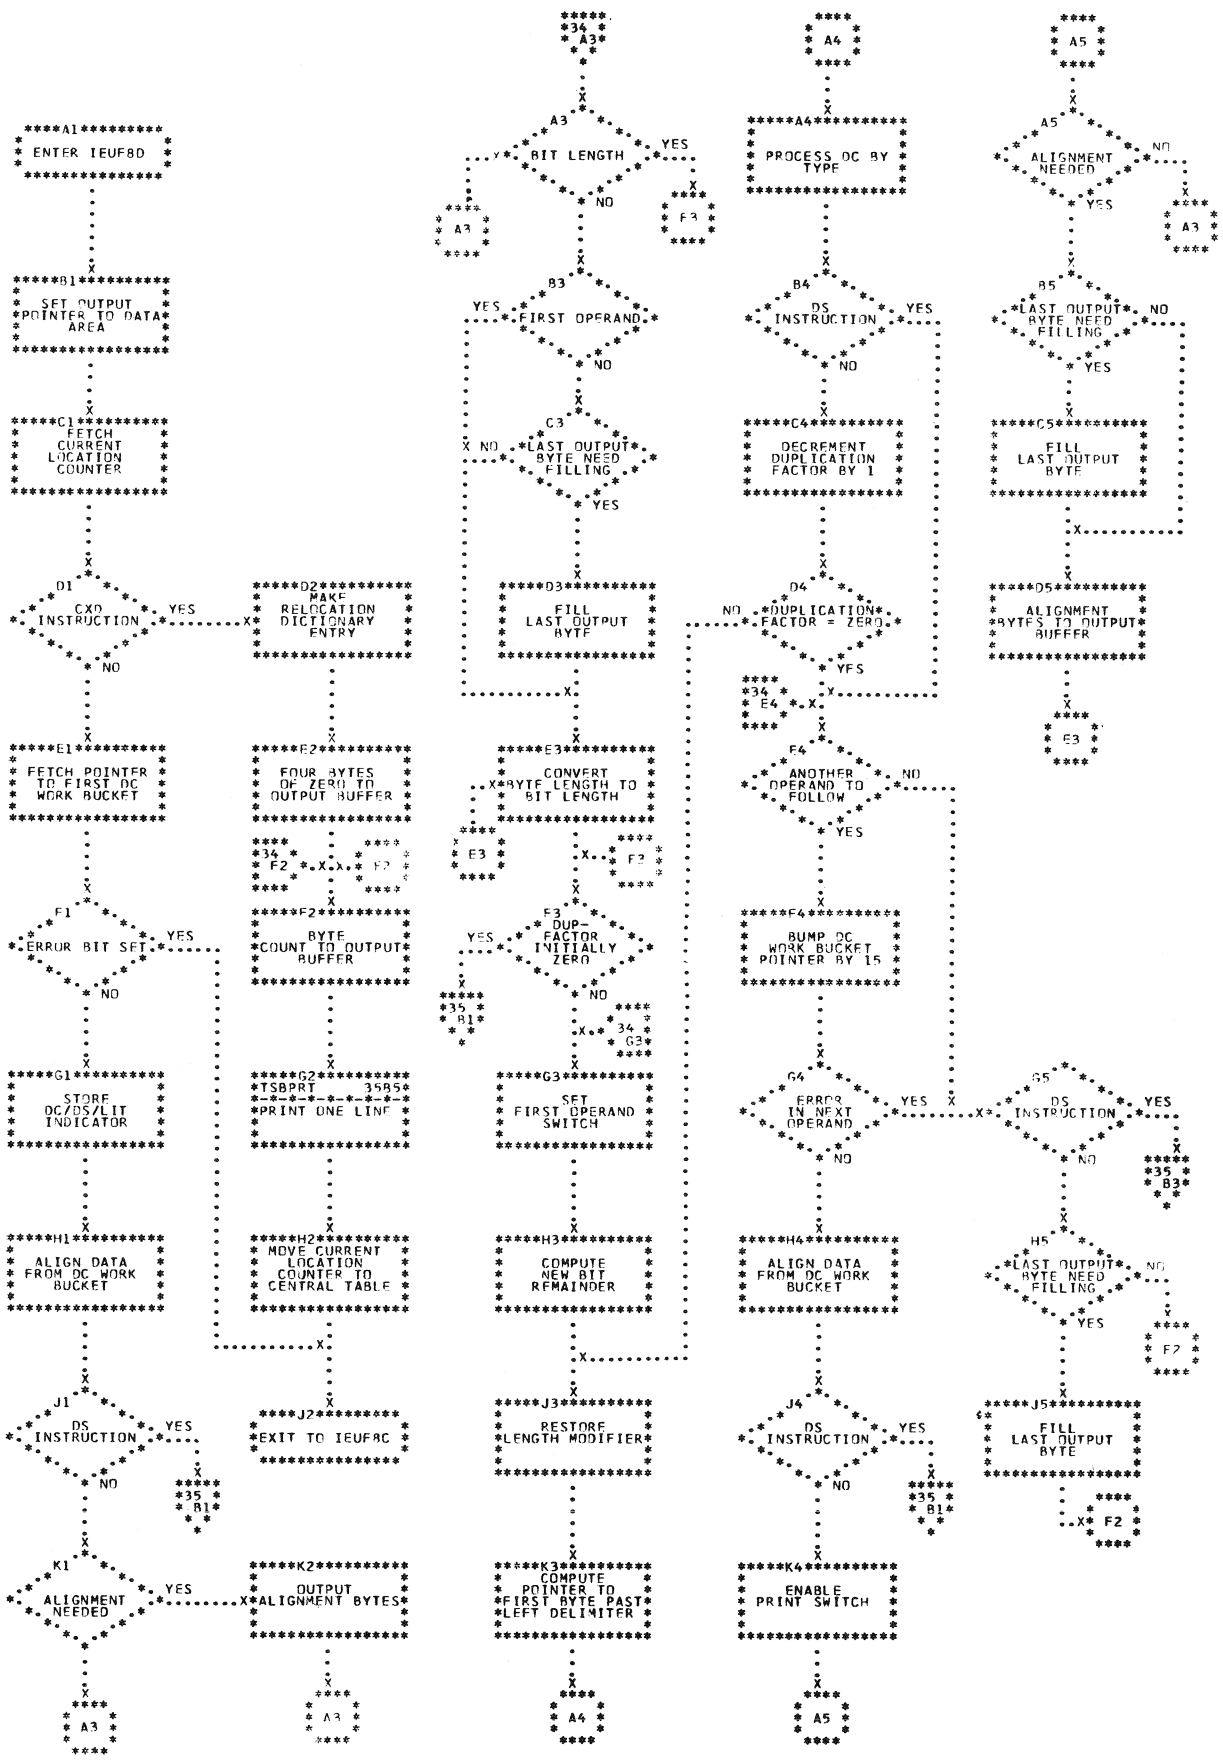 A1
ENTER IEUF8D
B1
SET OUTPUT
POINTER TO DATA
AREA
C1
FETCH
CURRENT
LOCATION
COUNTER
D1
CXD
INSTRUCTION
YES
NO
E1
FETCH POINTER
TO FIRST DC
WORK BUCKET
F1
ERROR BIT SET
YES
NO
G1
STORE
DC/DS/LIT
INDICATOR
H1
ALIGN DATA
FROM DC WORK
BUCKET
J1
DS
INSTRUCTION
YES
NO
35
B1
K1
ALIGNMENT
NEEDED
YES
NO
A3
D2
MAKE
RELOCATION
DICTIONARY
ENTRY
E2
FOUR BYTES
OF ZERO TO
OUTPUT BUFFER
34
F2
F2
F2
BYTE
COUNT TO OUTPUT
BUFFER
G2
TSBPRT 35B5
PRINT ONE LINE
H2
MOVE CURRENT
LOCATION
COUNTER TO
CENTRAL TABLE
J2
EXIT TO IEUF8C
K2
OUTPUT
ALIGNMENT BYTES
A3
34
A3
A3
BIT LENGTH
YES
NO
A3
F3
B3
FIRST OPERAND
YES
NO
C3
LAST OUTPUT
BYTE NEED
FILLING
NO
YES
D3
FILL
LAST OUTPUT
BYTE
E3
CONVERT
BYTE LENGTH TO
BIT LENGTH
E3
F3
F3
DUP-
FACTOR
INITIALLY
ZERO
YES
NO
35
B1
34
G3
G3
SET
FIRST OPERAND
SWITCH
H3
COMPUTE
NEW BIT
REMAINDER
J3
RESTORE
LENGTH MODIFIER
K3
COMPUTE
POINTER TO
FIRST BYTE PAST
LEFT DELIMITER
A4
A4
A4
PROCESS DC BY
TYPE
B4
DS
INSTRUCTION
YES
NO
C4
DECREMENT
DUPLICATION
FACTOR BY 1
D4
DUPLICATION
FACTOR = ZERO
NO
YES
34
E4
E4
ANOTHER
OPERAND TO
FOLLOW
NO
YES
F4
BUMP DC
WORK BUCKET
POINTER BY 15
G4
ERROR
IN NEXT
OPERAND
YES
NO
H4
ALIGN DATA
FROM DC WORK
BUCKET
J4
DS
INSTRUCTION
YES
NO
35
B1
K4
ENABLE
PRINT SWITCH
A5
A5
A5
ALIGNMENT
NEEDED
NO
YES
A3
B5
LAST OUTPUT
BYTE NEED
FILLING
NO
YES
C5
FILL
LAST OUTPUT
BYTE
D5
ALIGNMENT
BYTES TO OUTPUT
BUFFER
E3
G5
DS
INSTRUCTION
YES
NO
35
B3
H5
LAST OUTPUT
BYTE NEED
FILLING
NO
YES
F2
J5
FILL
LAST OUTPUT
BYTE
F2